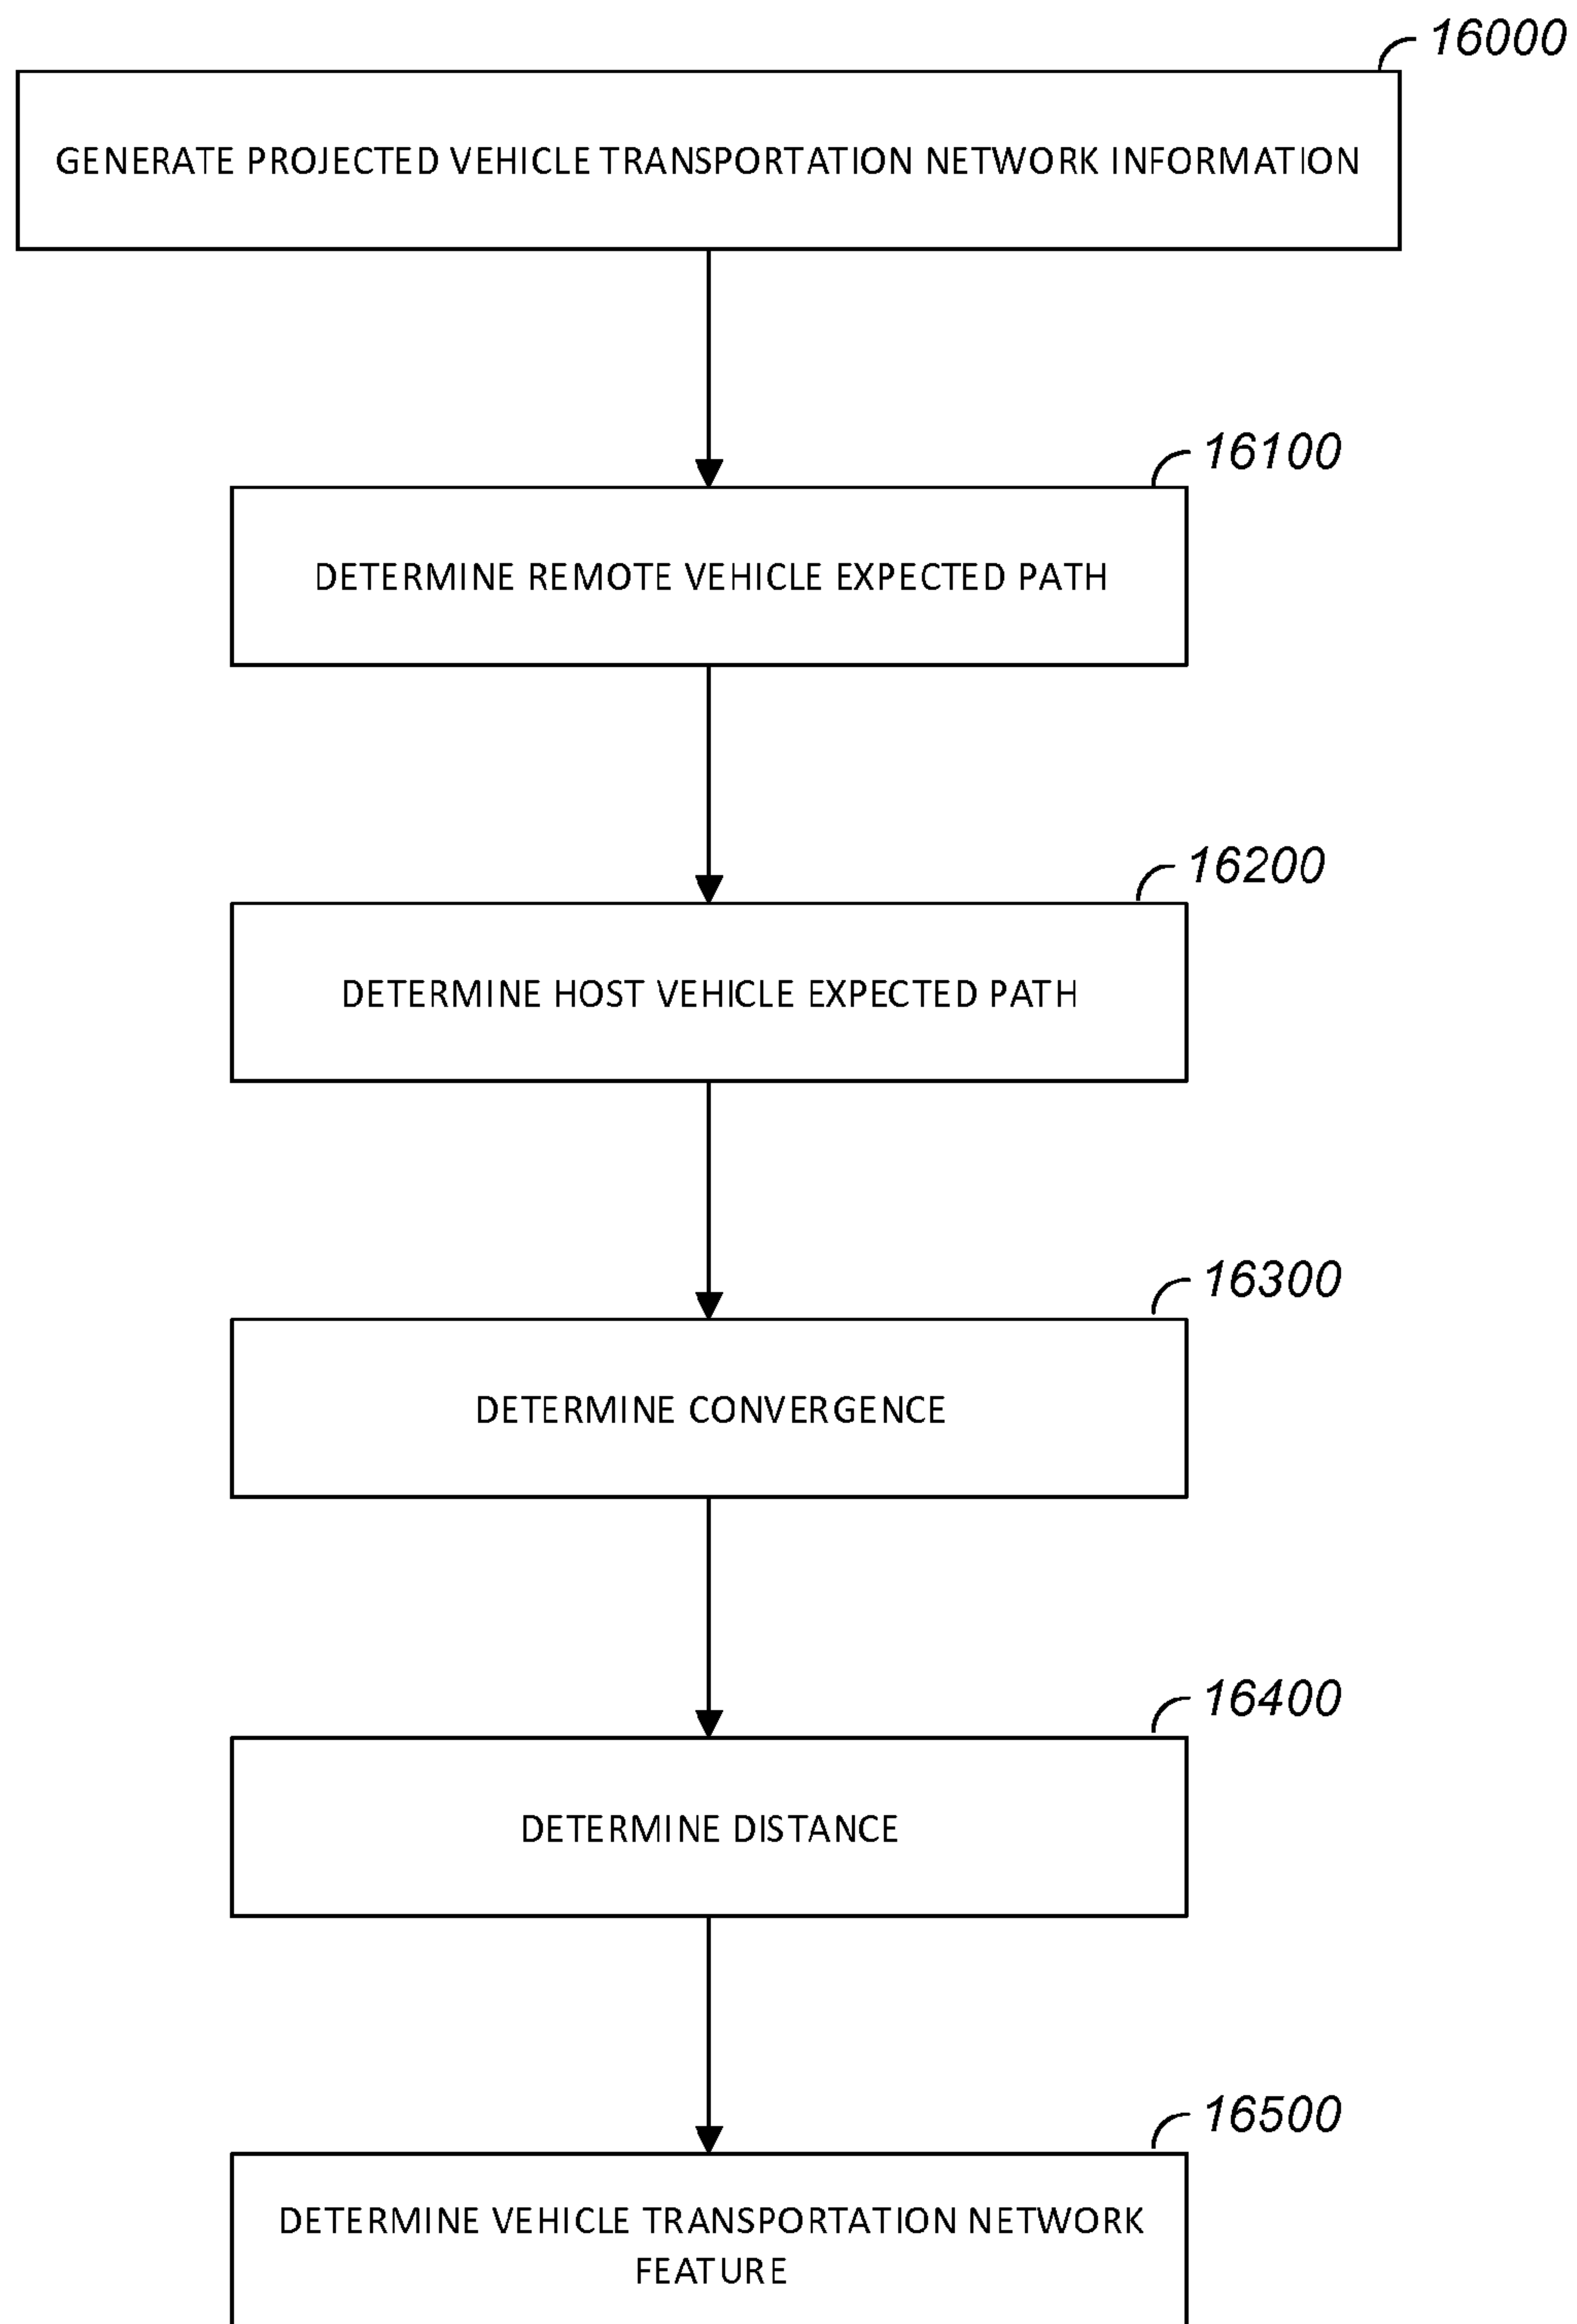 16000
GENERATE PROJECTED VEHICLE TRANSPORTATION NETWORK INFORMATION
16100
DETERMINE REMOTE VEHICLE EXPECTED PATH
16200
DETERMINE HOST VEHICLE EXPECTED PATH
16300
DETERMINE CONVERGENCE
16400
DETERMINE DISTANCE
16500
DETERMINE VEHICLE TRANSPORTATION NETWORK
FEATURE